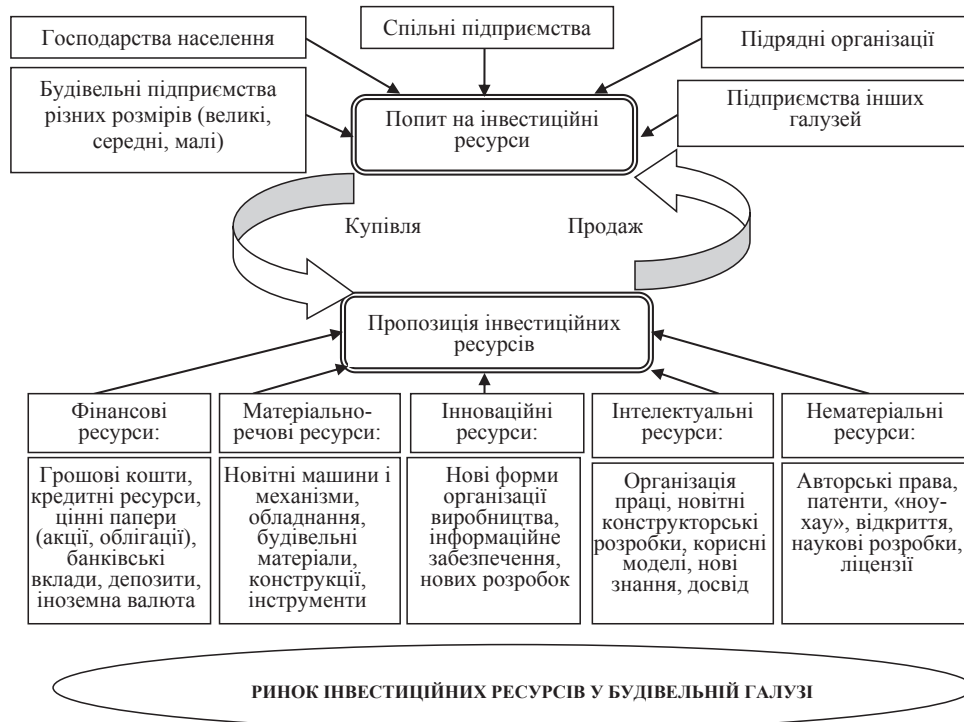 Господарства населення
Спільні підприємства
Підрядні організації
Будівельні підприємства
різних розмірів (великі,
середні, малі)
Попит на інвестиційні
ресурси
Підприємства інших
галузей
Купівля
Продаж
Пропозиція інвестиційних
ресурсів
Фінансові
ресурси:
Матеріально-
речові ресурси:
Інноваційні
ресурси:
Інтелектуальні
ресурси:
Нематеріальні
ресурси:
Грошові кошти,
кредитні ресурси,
цінні папери
(акції, облігації),
банківські
вклади, депозити,
іноземна валюта
Новітні машини і
механізми,
обладнання,
будівельні
матеріали,
конструкції,
інструменти
Нові форми
організації
виробництва,
інформаційне
забезпечення,
нових розробок
Організація
праці, новітні
конструкторські
розробки, корисні
моделі, нові
знання, досвід
Авторські права,
патенти, «ноу-
хау», відкриття,
наукові розробки,
ліцензії
РИНОК ІНВЕСТИЦІЙНИХ РЕСУРСІВ У БУДІВЕЛЬНІЙ ГАЛУЗІ